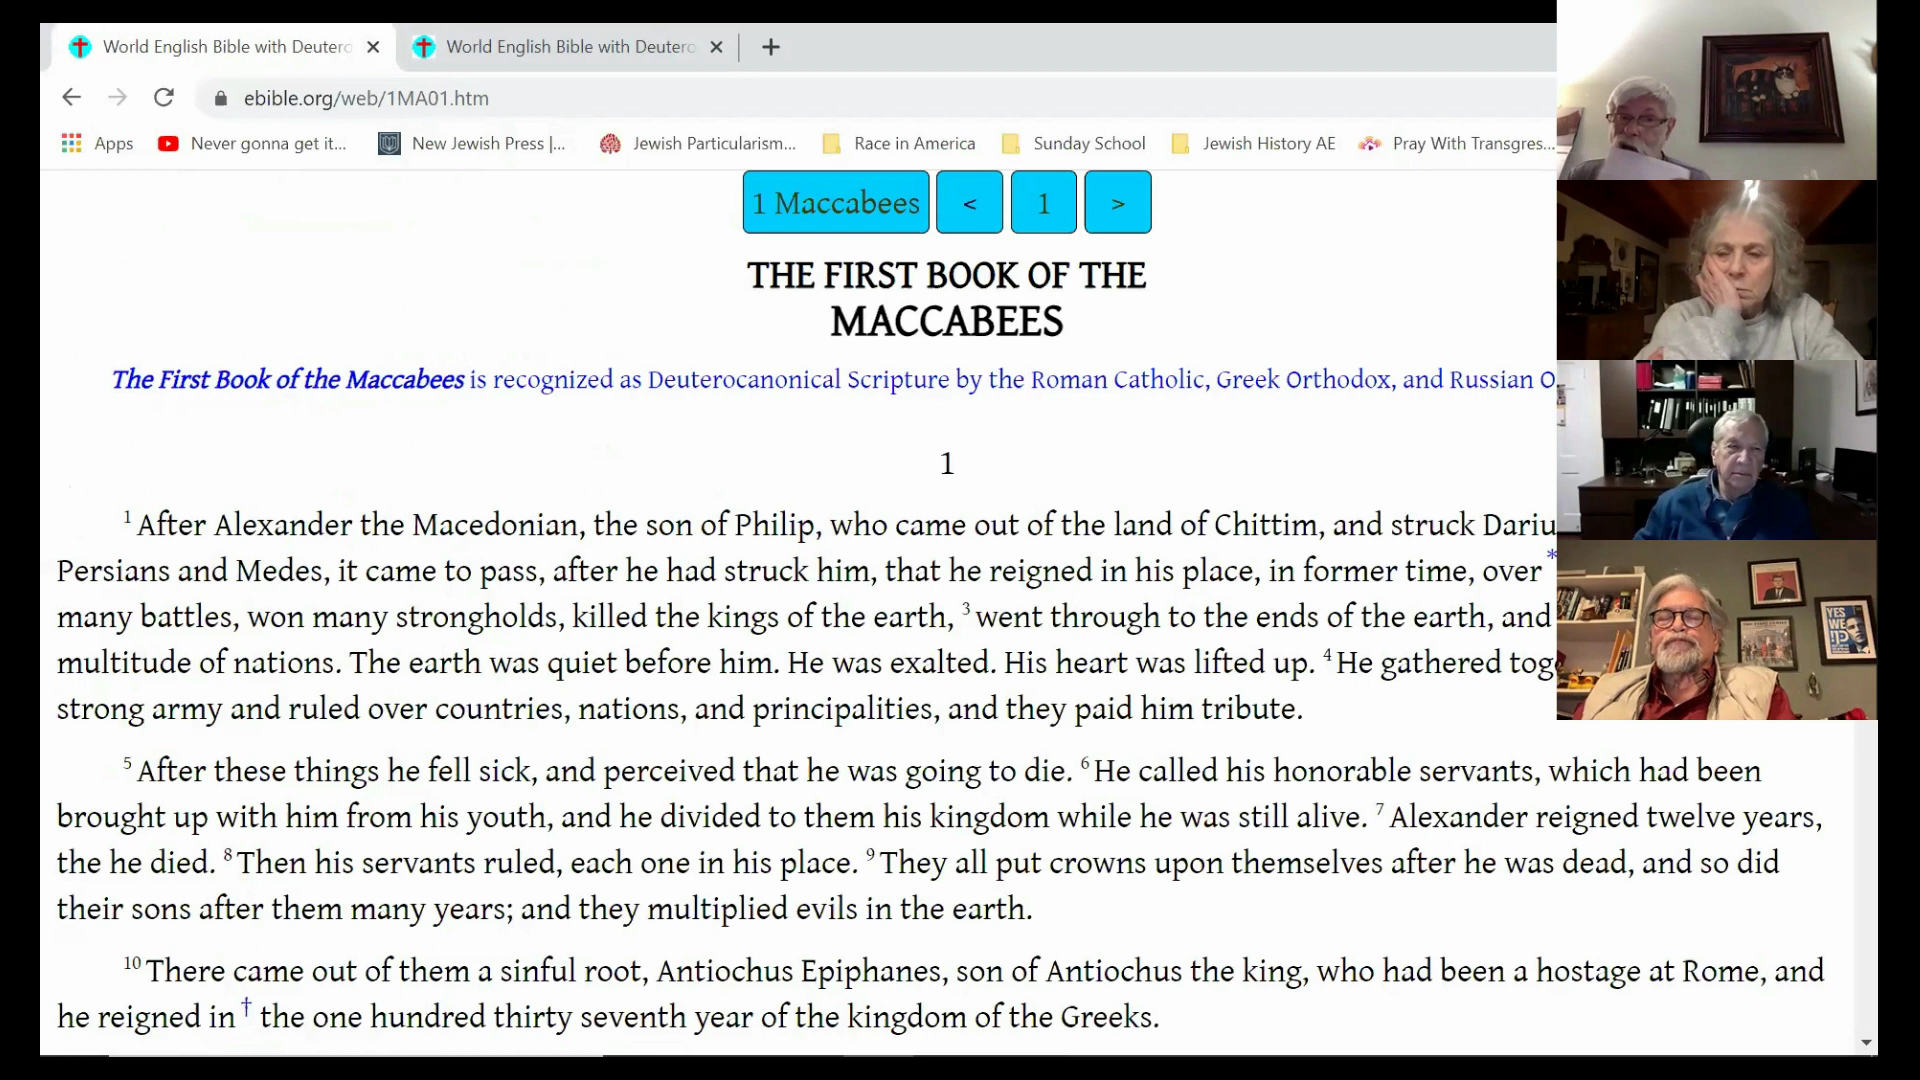 World English Bible with Deutero
World English Bible with Deutero
ebible.org/web/1MA01.htm
Apps
Never gonna get it...
New Jewish Press |...
Jewish Particularism...
Race in America
Sunday School
Jewish History AE
Pray With Transgres...
1 Maccabees < 1 >
THE FIRST BOOK OF THE
MACCABEES
The First Book of the Maccabees is recognized as Deuterocanonical Scripture by the Roman Catholic, Greek Orthodox, and Russian O
1
1 After Alexander the Macedonian, the son of Philip, who came out of the land of Chittim, and struck Dariu
Persians and Medes, it came to pass, after he had struck him, that he reigned in his place, in former time, over *
many battles, won many strongholds, killed the kings of the earth, 3 went through to the ends of the earth, and
multitude of nations. The earth was quiet before him. He was exalted. His heart was lifted up. 4 He gathered tog
strong army and ruled over countries, nations, and principalities, and they paid him tribute.
5 After these things he fell sick, and perceived that he was going to die. 6 He called his honorable servants, which had been
brought up with him from his youth, and he divided to them his kingdom while he was still alive. 7 Alexander reigned twelve years,
the he died. 8 Then his servants ruled, each one in his place. 9 They all put crowns upon themselves after he was dead, and so did
their sons after them many years; and they multiplied evils in the earth.
10 There came out of them a sinful root, Antiochus Epiphanes, son of Antiochus the king, who had been a hostage at Rome, and
he reigned in † the one hundred thirty seventh year of the kingdom of the Greeks.
YES
WE